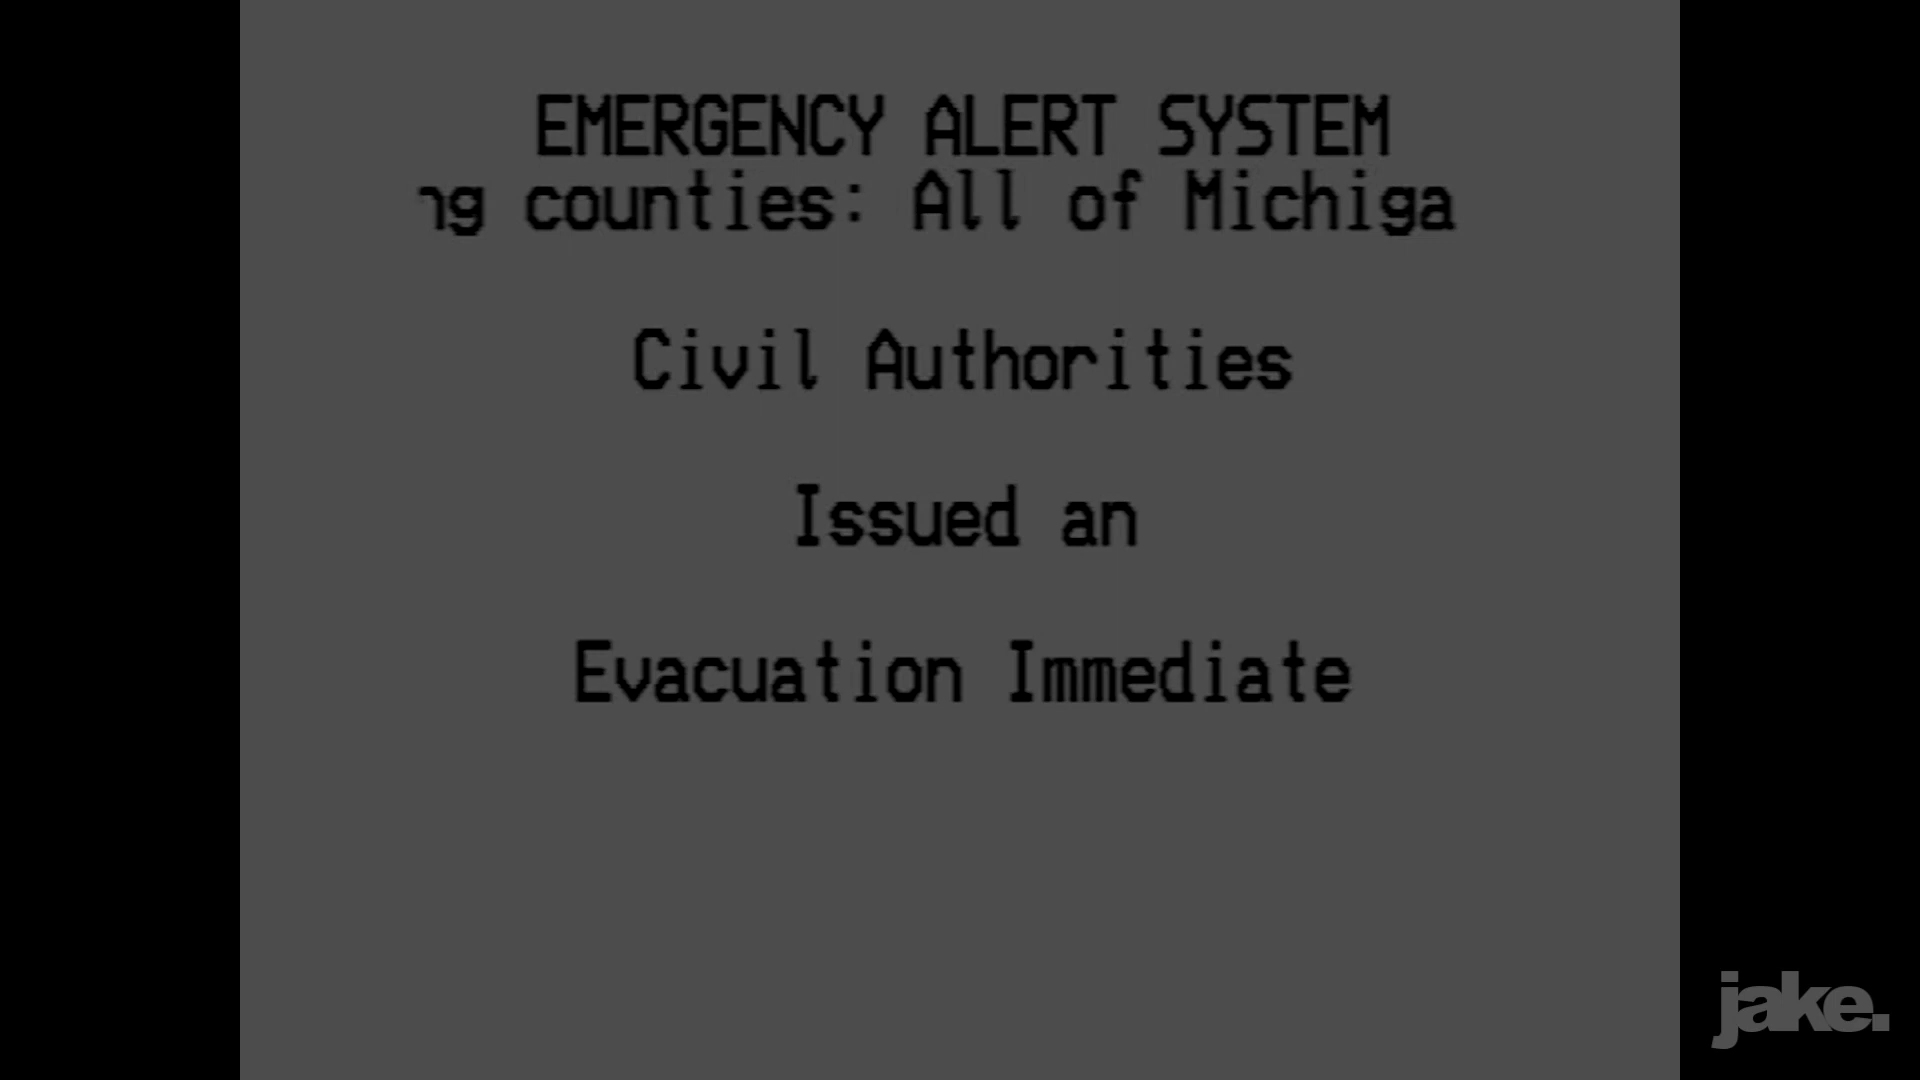 EMERGENCY ALERT SYSTEM
ng counties: All of Michiga
Civil Authorities
Issued an
Evacuation Immediate
jake.